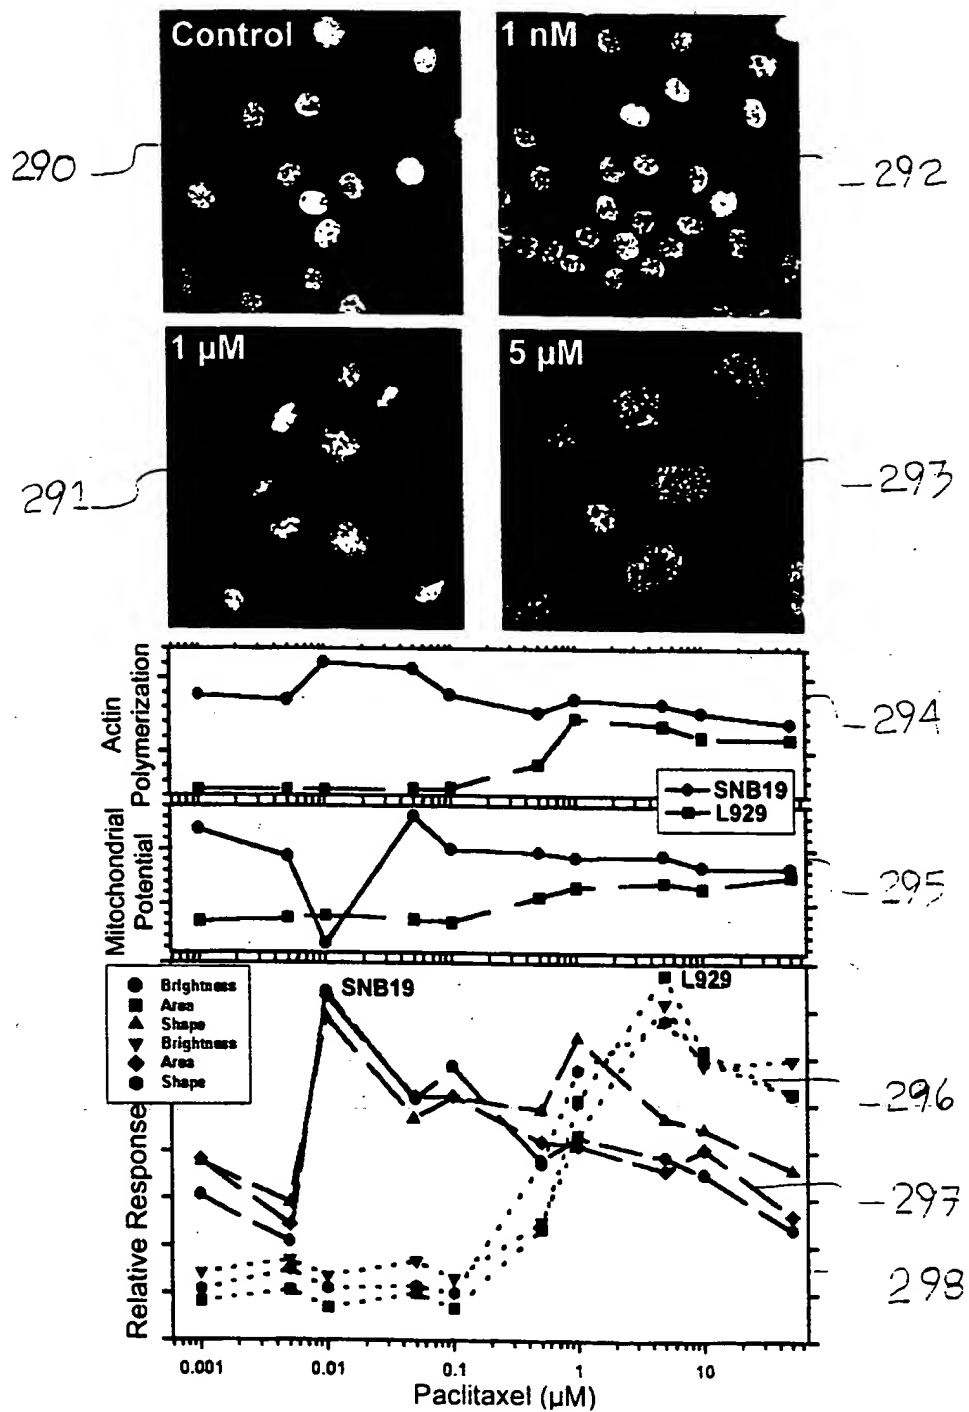 Control
1 nM
290
292
1 µM
5 µM
291
293
Actin
Polymerization
294
SNB19
L929
Mitochondrial
Potential
295
Brightness
Area
Shape
Brightness
Area
Shape
SNB19
L929
Relative Response
296
297
298
0.001
0.01
0.1
1
10
Paclitaxel (µM)